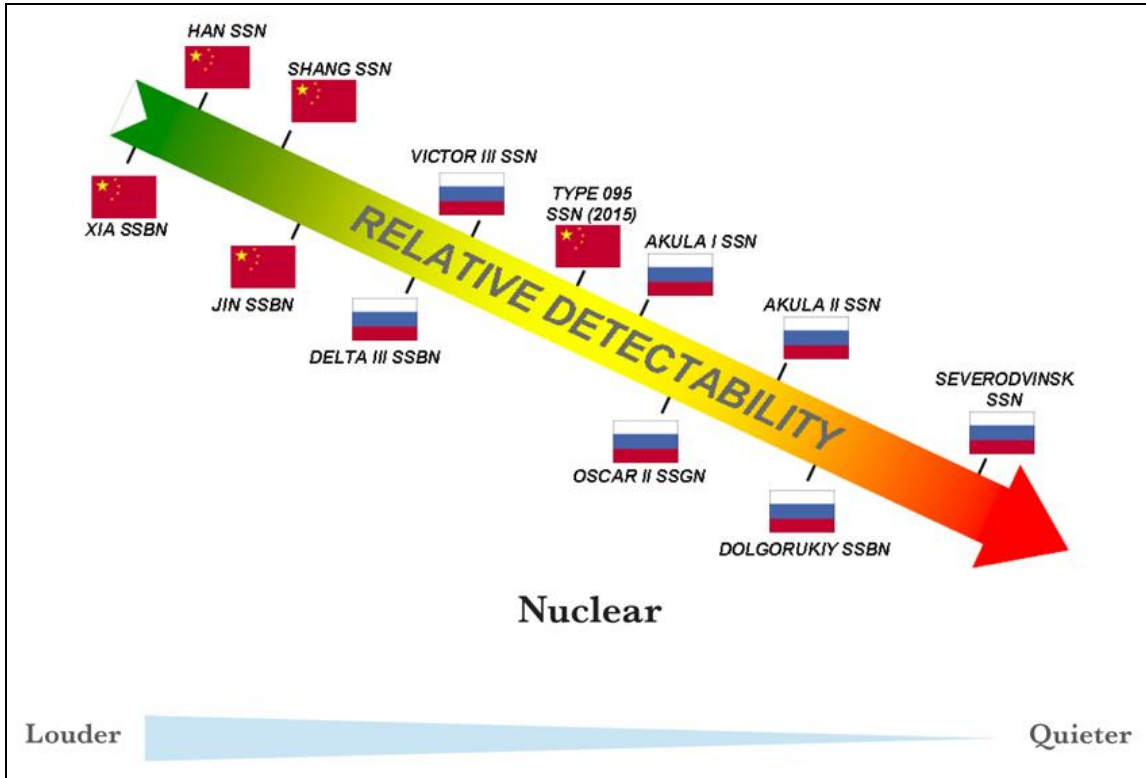 HAN SSN
SHANG SSN
XIA SSBN
JIN SSBN
VICTOR III SSN
DELTA III SSBN
TYPE 095
SSN (2015)
AKULA I SSN
OSCAR II SSGN
AKULA II SSN
DOLGORUKIY SSBN
SEVERODVINSK
SSN
RELATIVE DETECTABILITY
Nuclear
Louder
Quieter